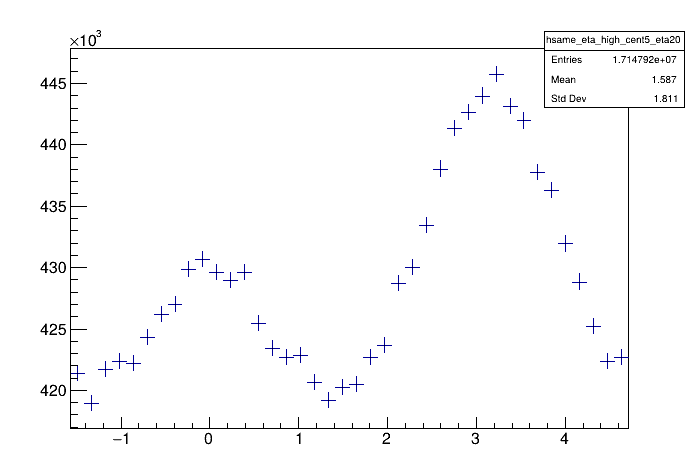 ×10³
hsame_eta_high_cent5_eta20
Entries 1.714792e+07
Mean 1.587
Std Dev 1.811
445
440
435
430
425
420
−1 0 1 2 3 4